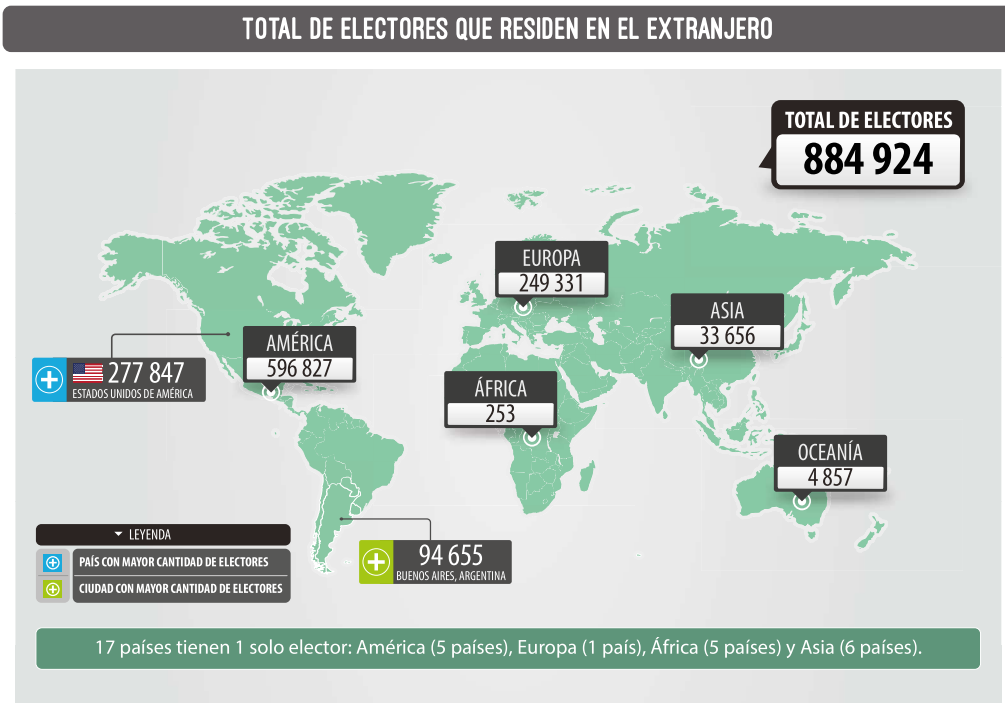 TOTAL DE ELECTORES QUE RESIDEN EN EL EXTRANJERO
TOTAL DE ELECTORES
884 924
EUROPA
249 331
ASIA
33 656
AMÉRICA
596 827
277 847
ESTADOS UNIDOS DE AMÉRICA
ÁFRICA
253
OCEANÍA
4 857
LEYENDA
PAÍS CON MAYOR CANTIDAD DE ELECTORES
CIUDAD CON MAYOR CANTIDAD DE ELECTORES
94 655
BUENOS AIRES, ARGENTINA
17 países tienen 1 solo elector: América (5 países), Europa (1 país), África (5 países) y Asia (6 países).